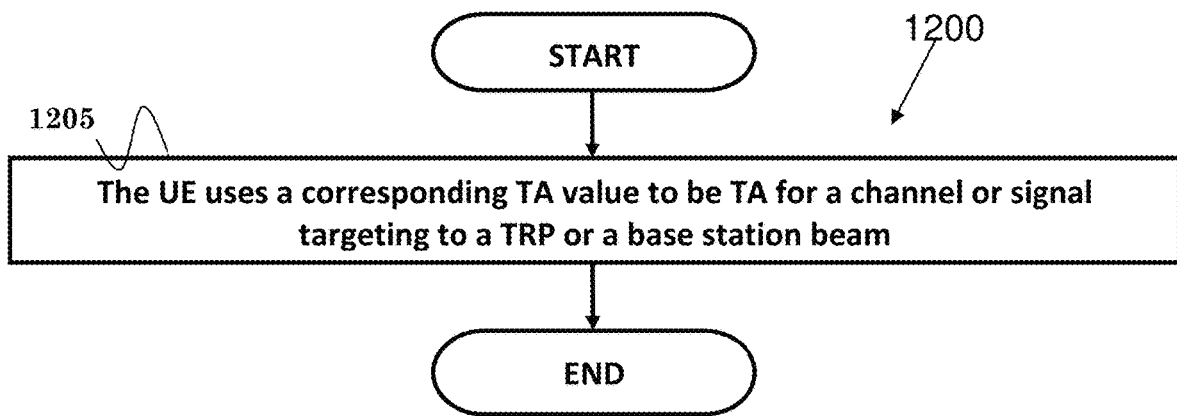 START
1200
1205
The UE uses a corresponding TA value to be TA for a channel or signal
targeting to a TRP or a base station beam
END